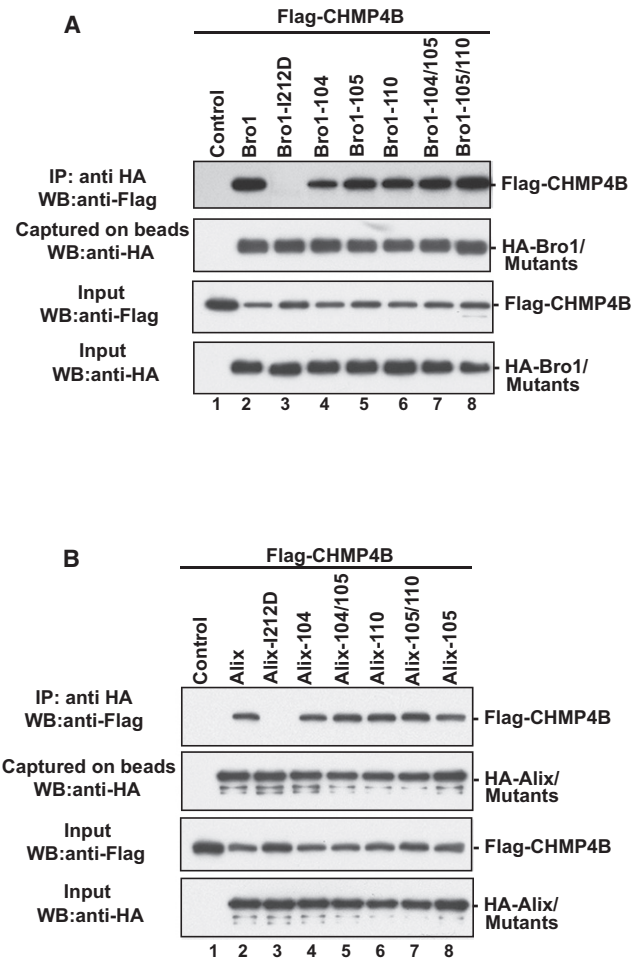 A
Flag-CHMP4B
Control
Bro1
Bro1-I212D
Bro1-104
Bro1-105
Bro1-110
Bro1-104/105
Bro1-105/110
IP: anti HA
WB:anti-Flag
Flag-CHMP4B
Captured on beads
WB:anti-HA
HA-Bro1/
Mutants
Input
WB:anti-Flag
Flag-CHMP4B
Input
WB:anti-HA
HA-Bro1/
Mutants
1 2 3 4 5 6 7 8
B
Flag-CHMP4B
Control
Alix
Alix-I212D
Alix-104
Alix-104/105
Alix-110
Alix-105/110
Alix-105
IP: anti HA
WB:anti-Flag
Flag-CHMP4B
Captured on beads
WB:anti-HA
HA-Alix/
Mutants
Input
WB:anti-Flag
Flag-CHMP4B
Input
WB:anti-HA
HA-Alix/
Mutants
1 2 3 4 5 6 7 8